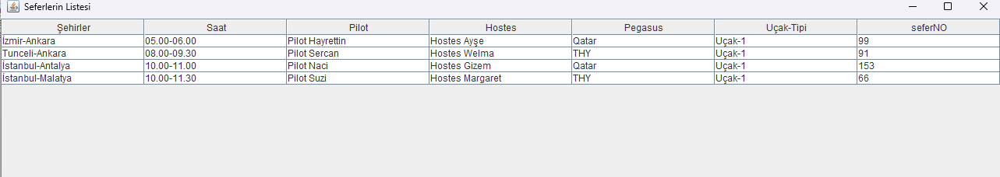 Seferlerin Listesi
Şehirler Saat Pilot Hostes Pegasus Uçak-Tipi seferNO
İzmir-Ankara 05.00-06.00 Pilot Hayrettin Hostes Ayşe Qatar Uçak-1 99
Tunceli-Ankara 08.00-09.30 Pilot Sercan Hostes Welma THY Uçak-1 91
İstanbul-Antalya 10.00-11.00 Pilot Naci Hostes Gizem Qatar Uçak-1 153
İstanbul-Malatya 10.00-11.30 Pilot Suzi Hostes Margaret THY Uçak-1 66